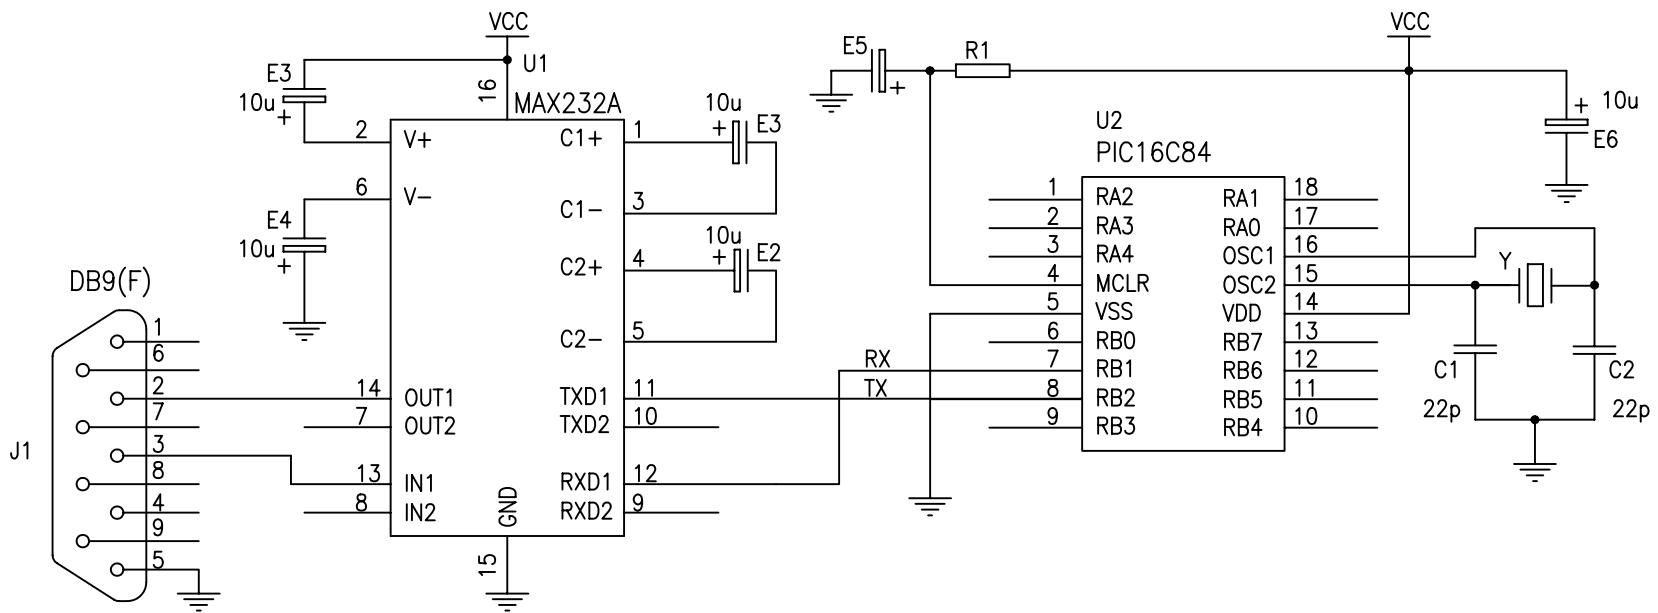 VCC
E3
10u
+
16
U1
MAX232A
2
V+
C1+
1
10u
+
E3
6
V-
C1-
3
E4
10u
+
C2+
4
10u
+
E2
C2-
5
DB9(F)
J1
1
6
2
7
3
8
4
9
5
14
OUT1
TXD1
11
7
OUT2
TXD2
10
13
IN1
RXD1
12
8
IN2
RXD2
9
GND
15
RX
TX
E5
+
R1
VCC
+
10u
E6
U2
PIC16C84
1
RA2
RA1
18
2
RA3
RA0
17
3
RA4
OSC1
16
4
MCLR
OSC2
15
5
VSS
VDD
14
6
RB0
RB7
13
7
RB1
RB6
12
8
RB2
RB5
11
9
RB3
RB4
10
Y
C1
22p
C2
22p